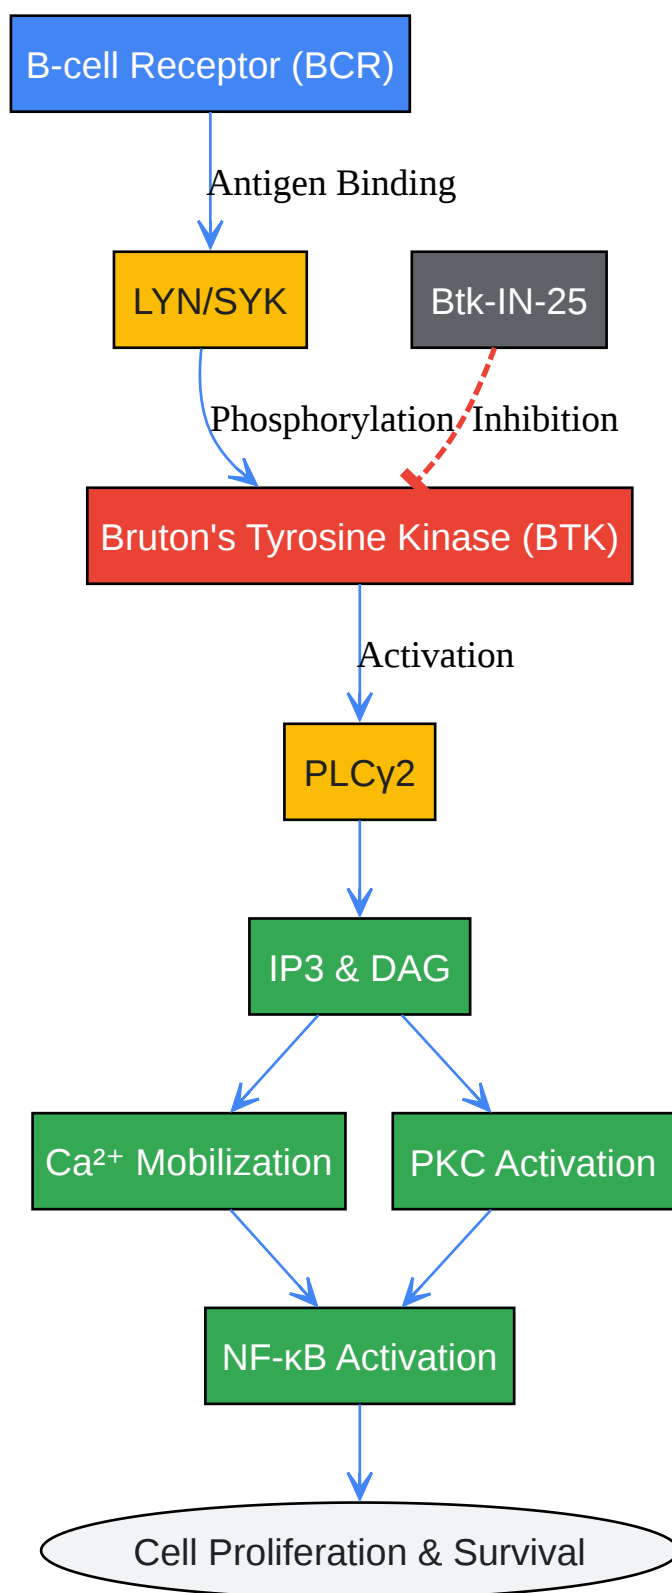 B-cell Receptor (BCR)
Antigen Binding
LYN/SYK
Btk-IN-25
Phosphorylation
Inhibition
Bruton's Tyrosine Kinase (BTK)
Activation
PLCγ2
IP3 & DAG
Ca²⁺ Mobilization
PKC Activation
NF-κB Activation
Cell Proliferation & Survival